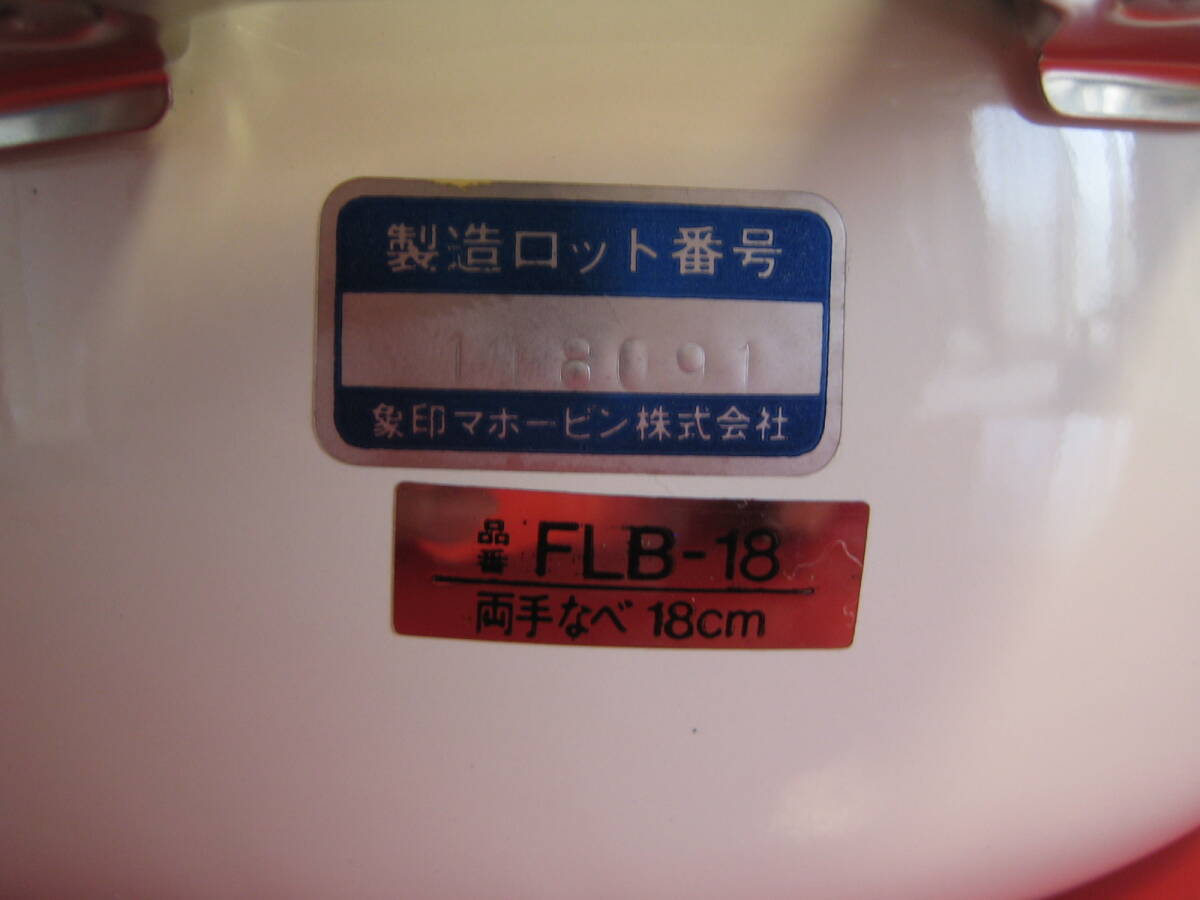 製造ロット番号
118091
象印マホービン株式会社
品番 FLB-18
両手なべ 18cm